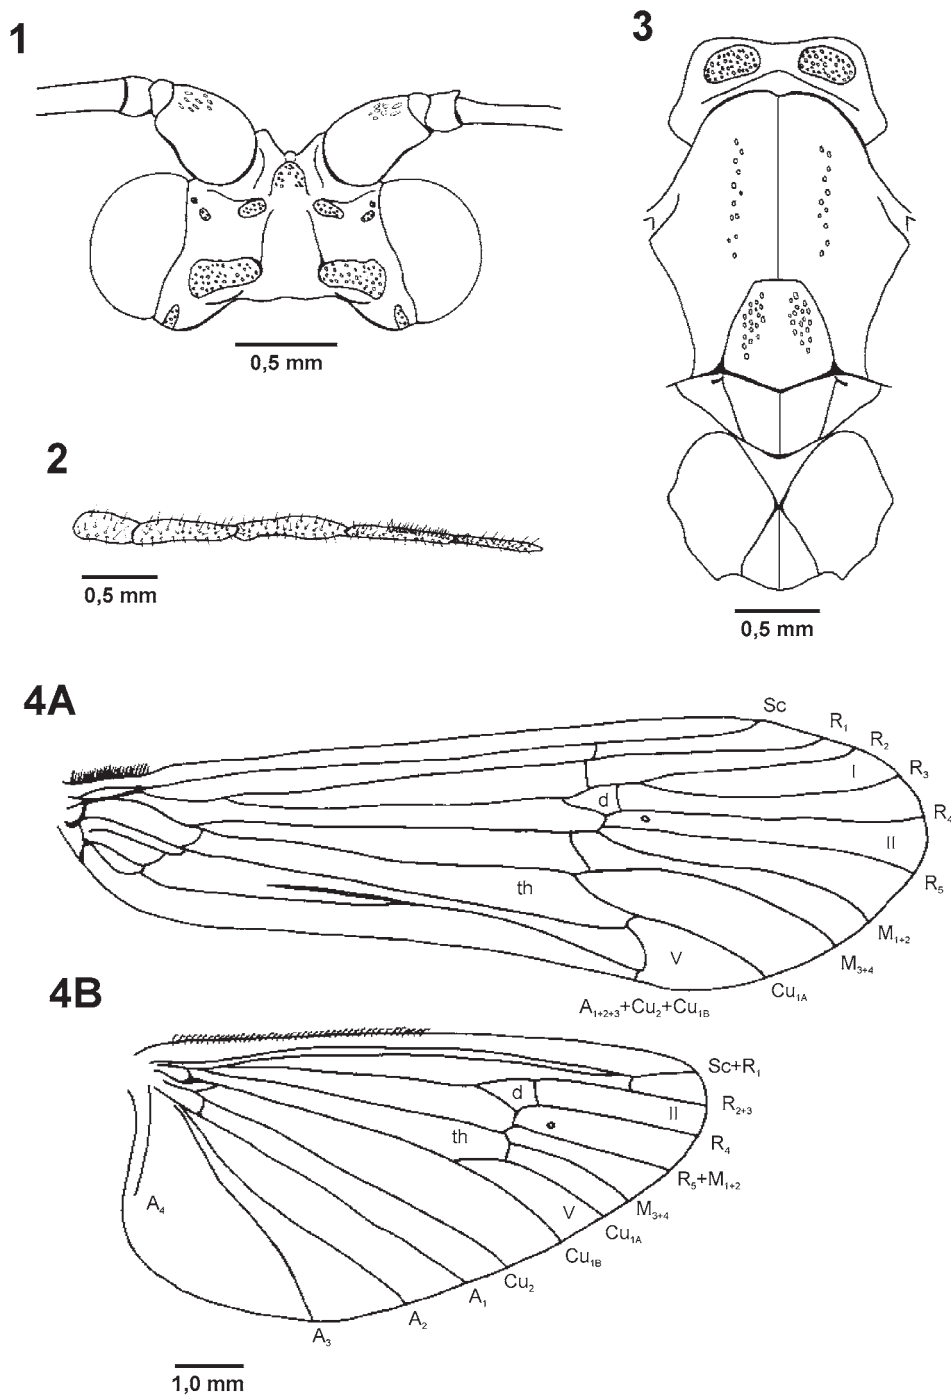 1
0,5 mm
2
0,5 mm
3
0,5 mm
4A
Sc
R₁
R₂
I
R₃
d
R₄
II
R₅
th
M₁₊₂
V
M₃₊₄
Cu₁A
A₁₊₂₊₃+Cu₂+Cu₁B
4B
Sc+R₁
d
II
R₂₊₃
th
R₄
R₅+M₁₊₂
A₄
V
M₃₊₄
Cu₁A
Cu₁B
Cu₂
A₁
A₂
A₃
1,0 mm